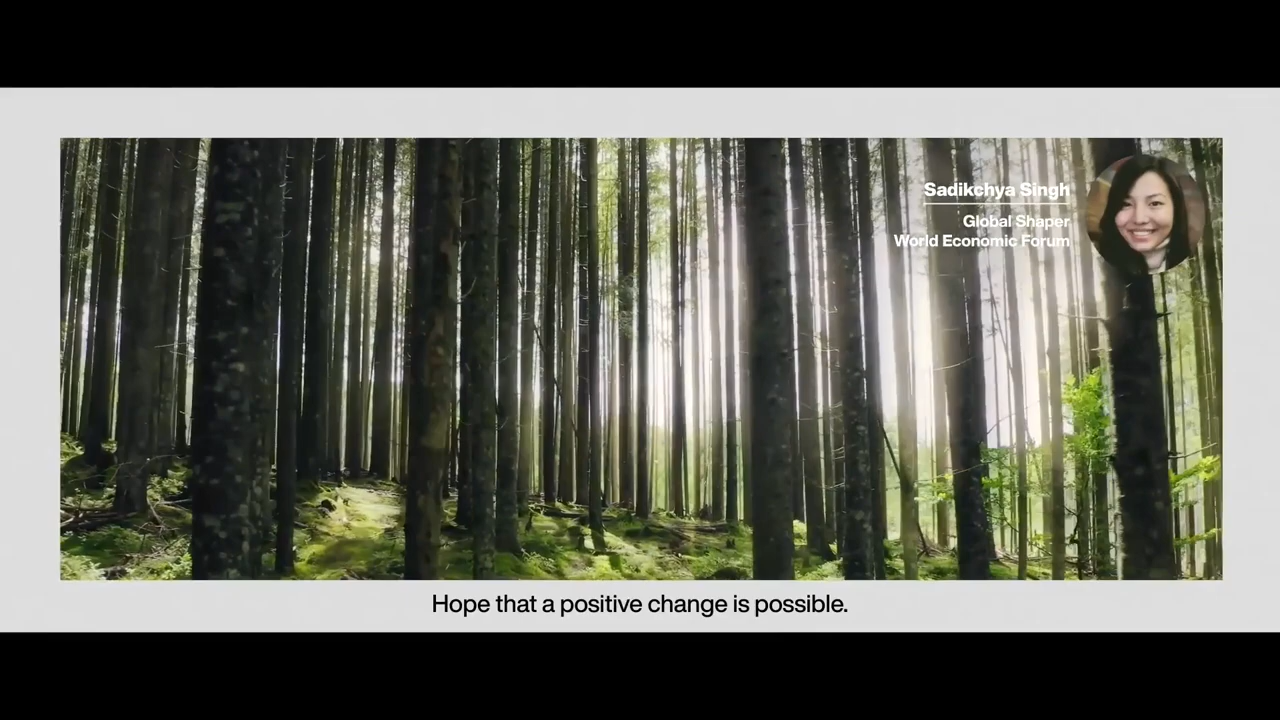 Sadikchya Singh
Global Shaper
World Economic Forum
Hope that a positive change is possible.